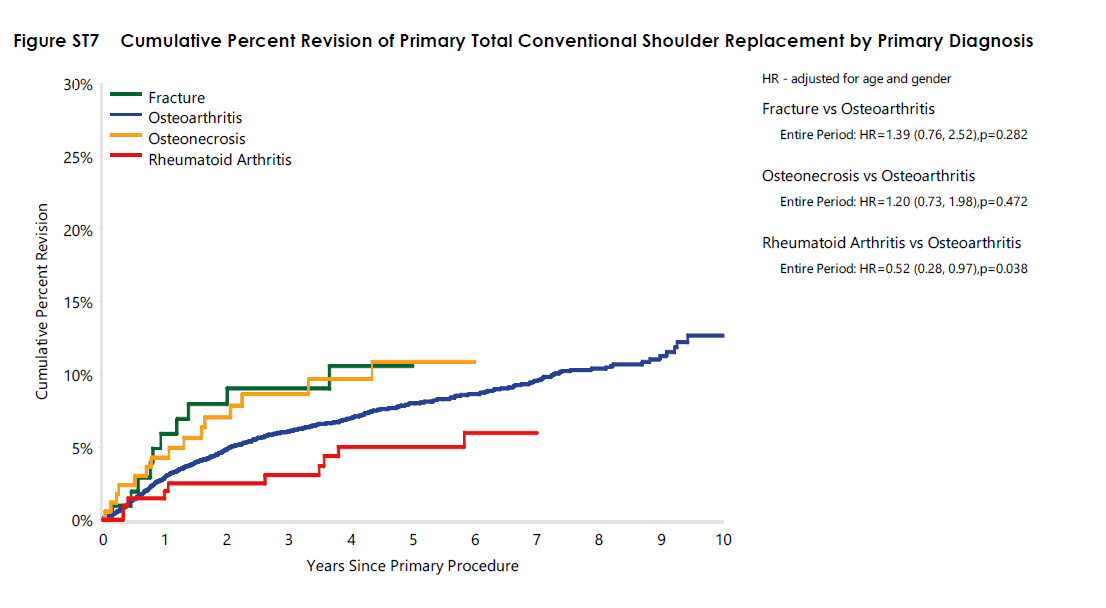 Figure ST7 Cumulative Percent Revision of Primary Total Conventional Shoulder Replacement by Primary Diagnosis
HR - adjusted for age and gender
Fracture vs Osteoarthritis
Entire Period: HR=1.39 (0.76, 2.52),p=0.282
Osteonecrosis vs Osteoarthritis
Entire Period: HR=1.20 (0.73, 1.98),p=0.472
Rheumatoid Arthritis vs Osteoarthritis
Entire Period: HR=0.52 (0.28, 0.97),p=0.038
Fracture
Osteoarthritis
Osteonecrosis
Rheumatoid Arthritis
Cumulative Percent Revision
30%
25%
20%
15%
10%
5%
0%
0 1 2 3 4 5 6 7 8 9 10
Years Since Primary Procedure